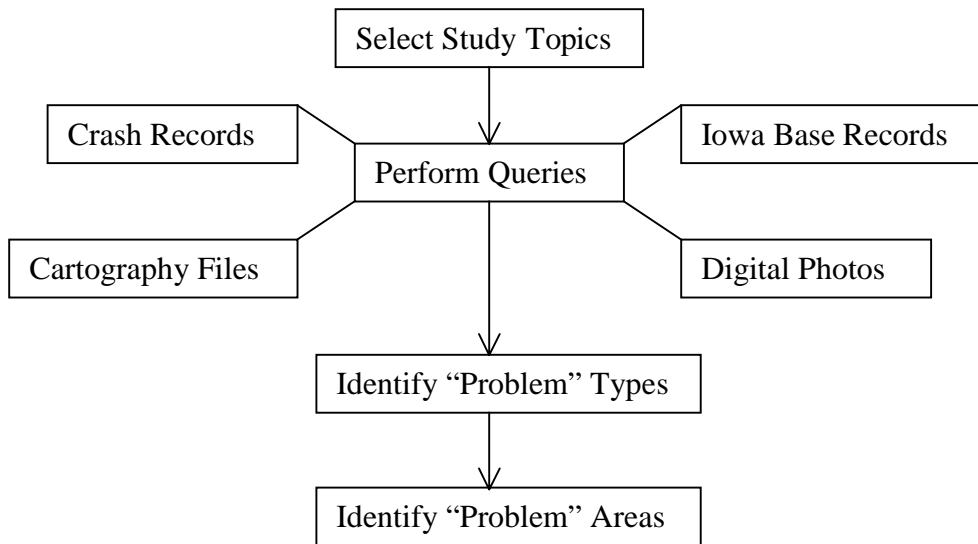 Select Study Topics
Crash Records
Iowa Base Records
Perform Queries
Cartography Files
Digital Photos
Identify “Problem” Types
Identify “Problem” Areas